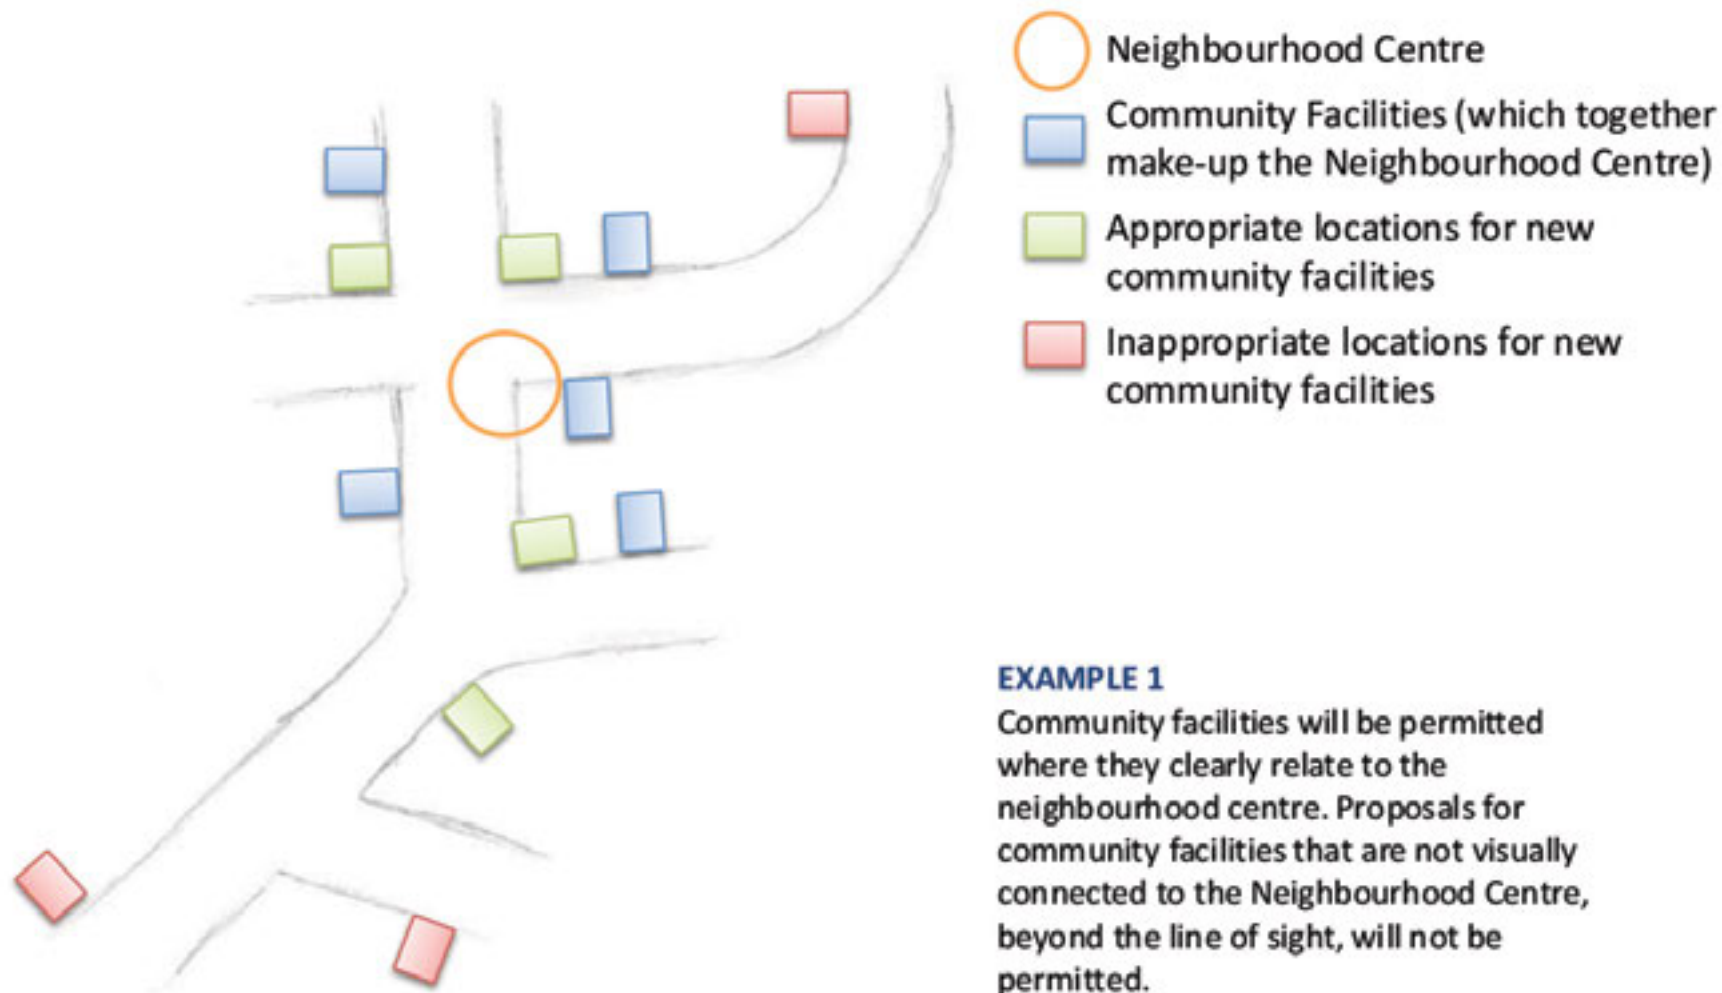 Neighbourhood Centre
Community Facilities (which together
make-up the Neighbourhood Centre)
Appropriate locations for new
community facilities
Inappropriate locations for new
community facilities
EXAMPLE 1
Community facilities will be permitted
where they clearly relate to the
neighbourhood centre. Proposals for
community facilities that are not visually
connected to the Neighbourhood Centre,
beyond the line of sight, will not be
permitted.